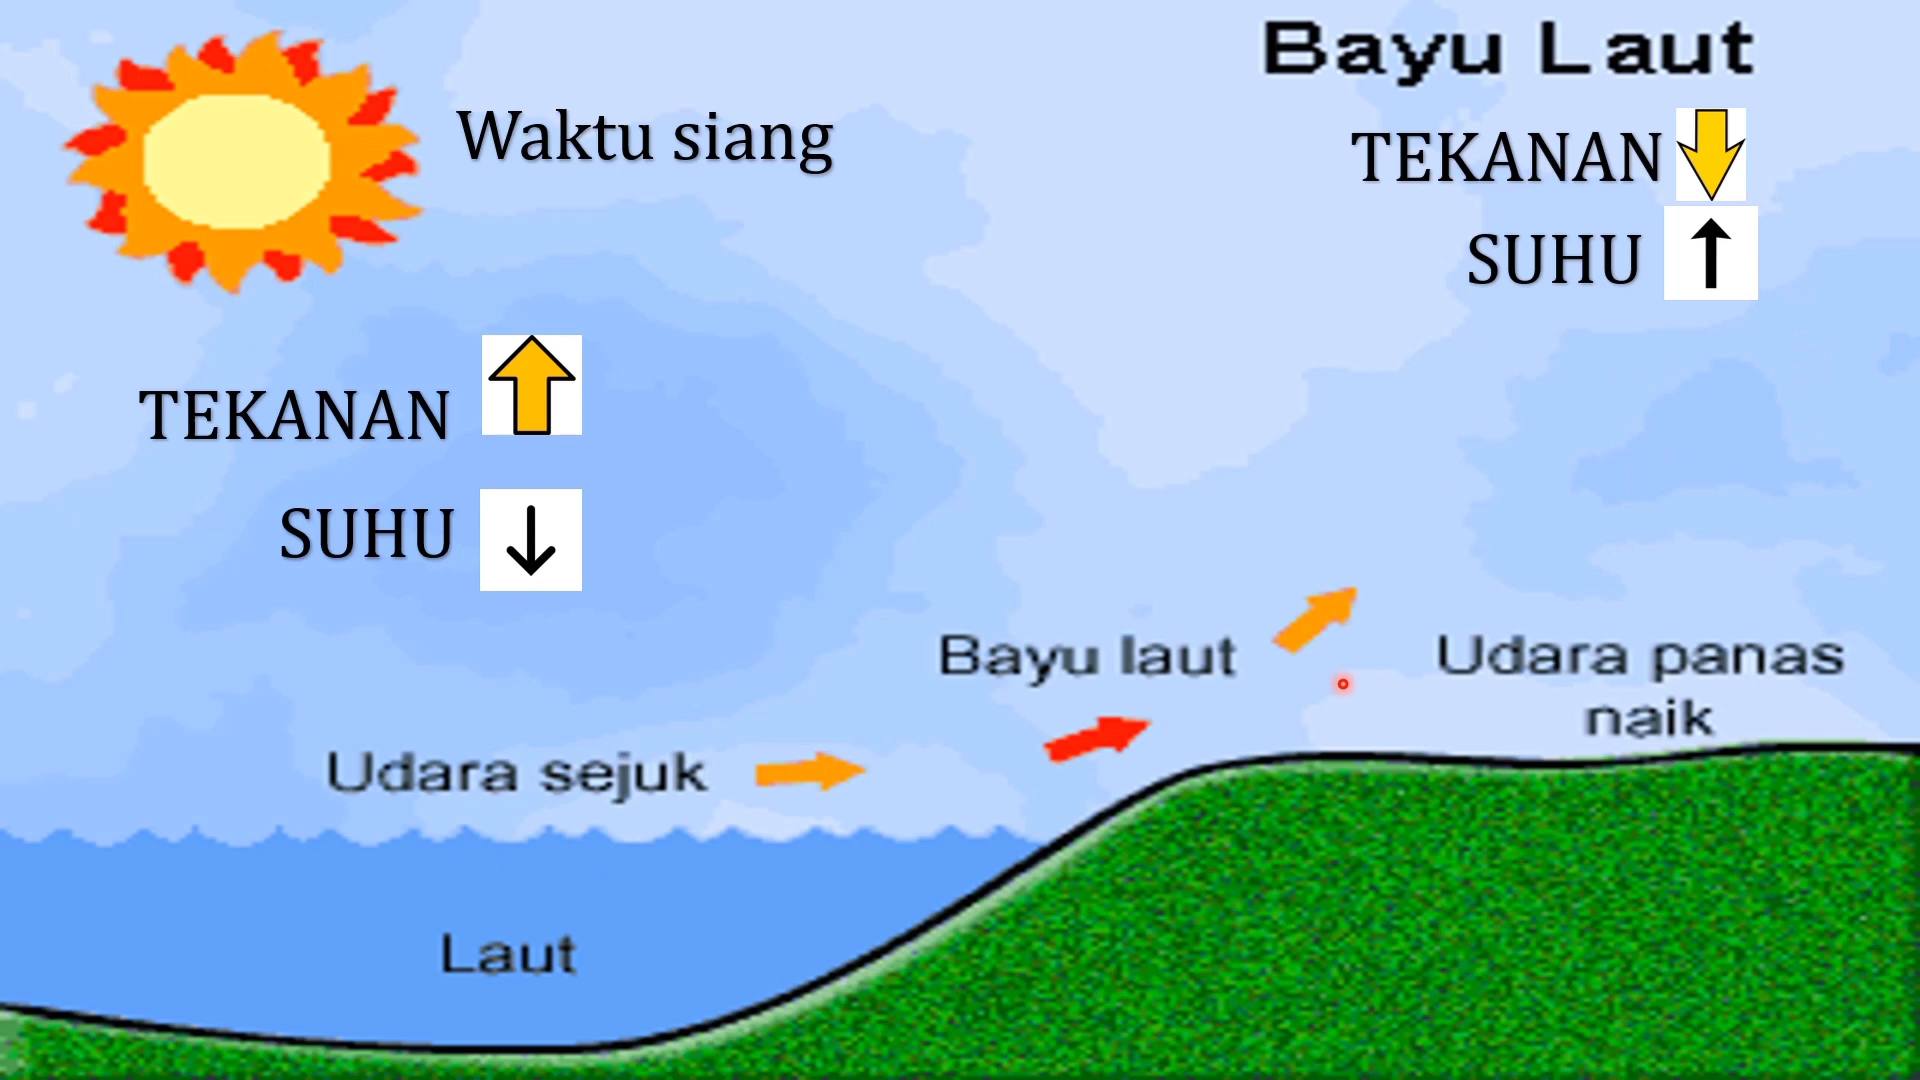 Bayu Laut
Waktu siang
TEKANAN
SUHU
TEKANAN
SUHU
Bayu laut
Udara panas
naik
Udara sejuk
Laut